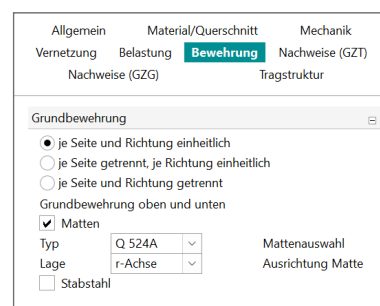 Allgemein Material/Querschnitt Mechanik
Vernetzung Belastung Bewehrung Nachweise (GZT)
Nachweise (GZG) Tragstruktur
Grundbewehrung
je Seite und Richtung einheitlich
je Seite getrennt, je Richtung einheitlich
je Seite und Richtung getrennt
Grundbewehrung oben und unten
Matten
Typ Q 524A Mattenauswahl
Lage r-Achse Ausrichtung Matte
Stabstahl